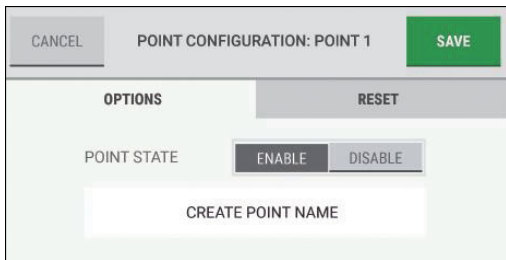 CANCEL POINT CONFIGURATION: POINT 1 SAVE
OPTIONS RESET
POINT STATE ENABLE DISABLE
CREATE POINT NAME